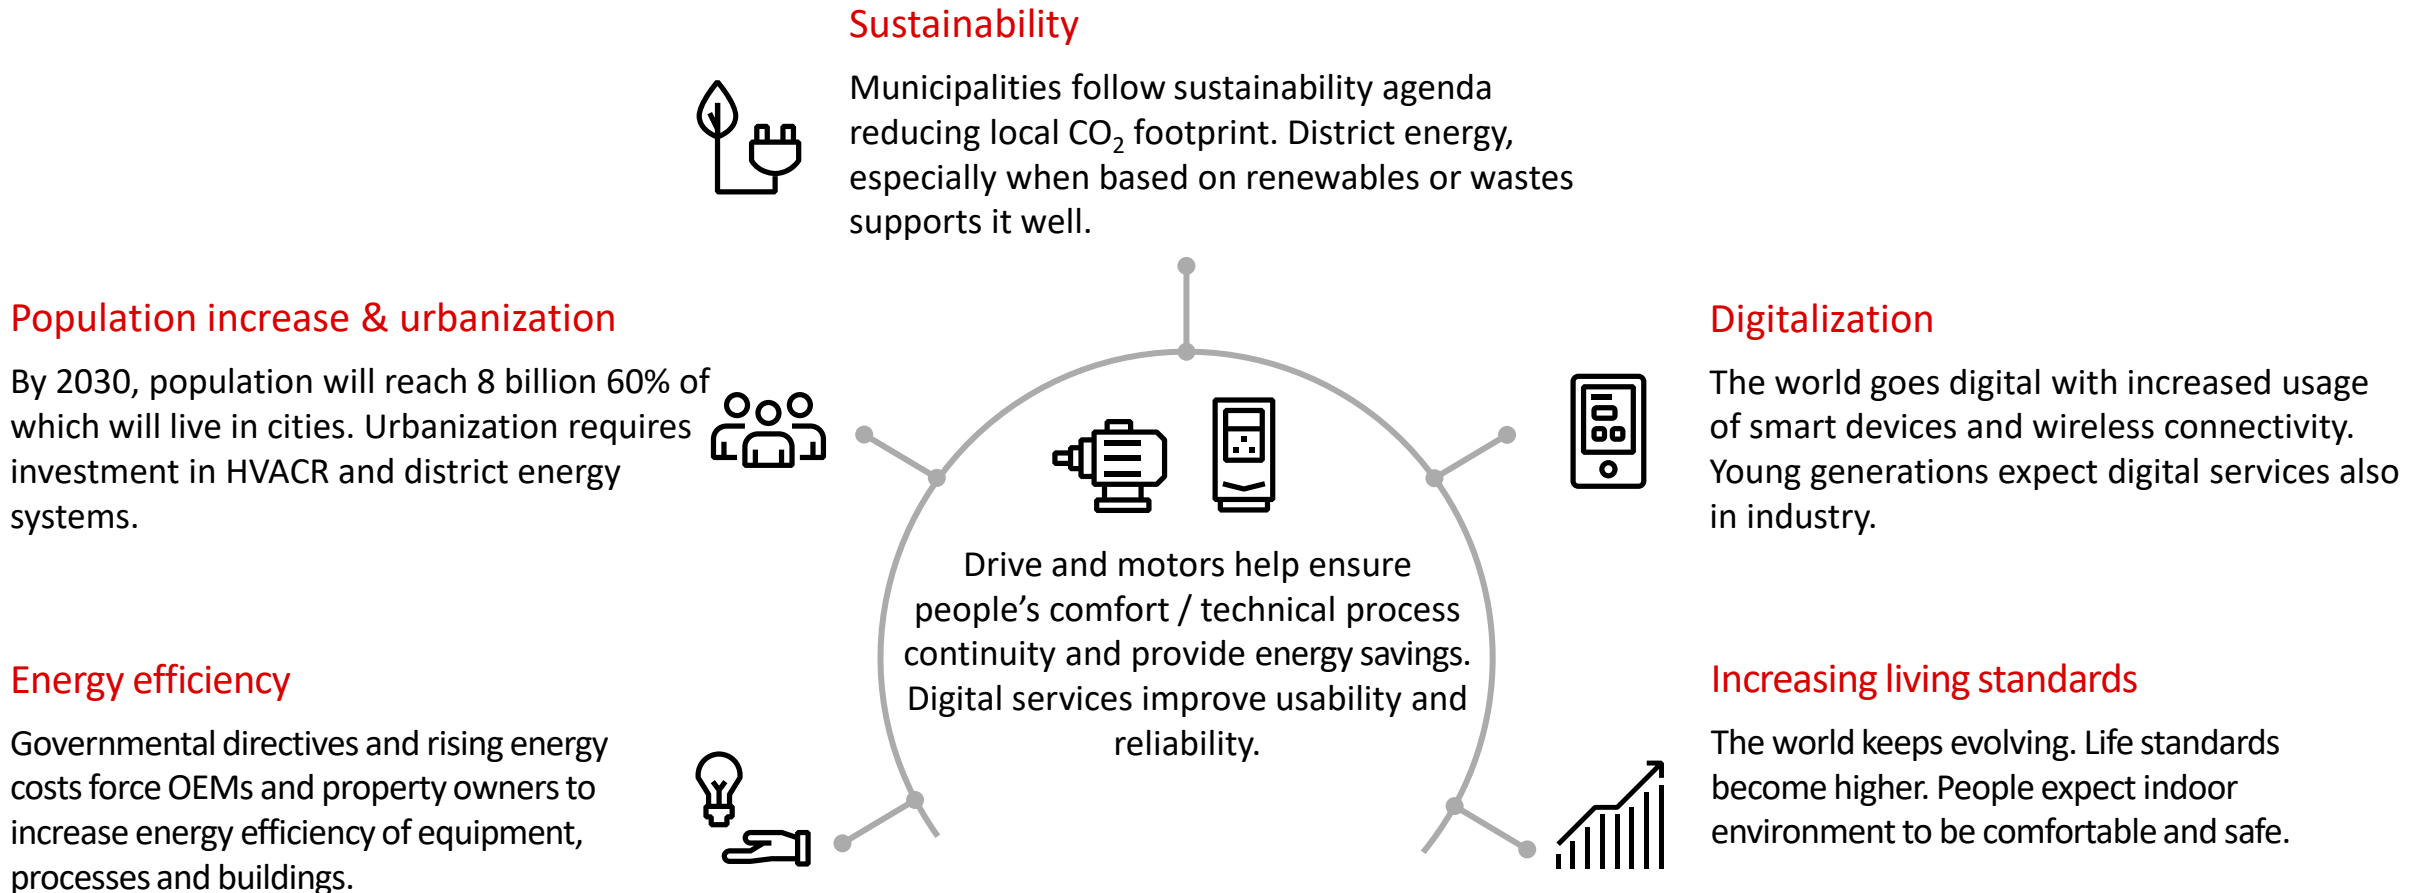 Sustainability
Municipalities follow sustainability agenda
reducing local CO₂ footprint. District energy,
especially when based on renewables or wastes
supports it well.
Population increase & urbanization
By 2030, population will reach 8 billion 60% of
which will live in cities. Urbanization requires
investment in HVACR and district energy
systems.
Digitalization
The world goes digital with increased usage
of smart devices and wireless connectivity.
Young generations expect digital services also
in industry.
Drive and motors help ensure
people’s comfort / technical process
continuity and provide energy savings.
Digital services improve usability and
reliability.
Energy efficiency
Governmental directives and rising energy
costs force OEMs and property owners to
increase energy efficiency of equipment,
processes and buildings.
Increasing living standards
The world keeps evolving. Life standards
become higher. People expect indoor
environment to be comfortable and safe.